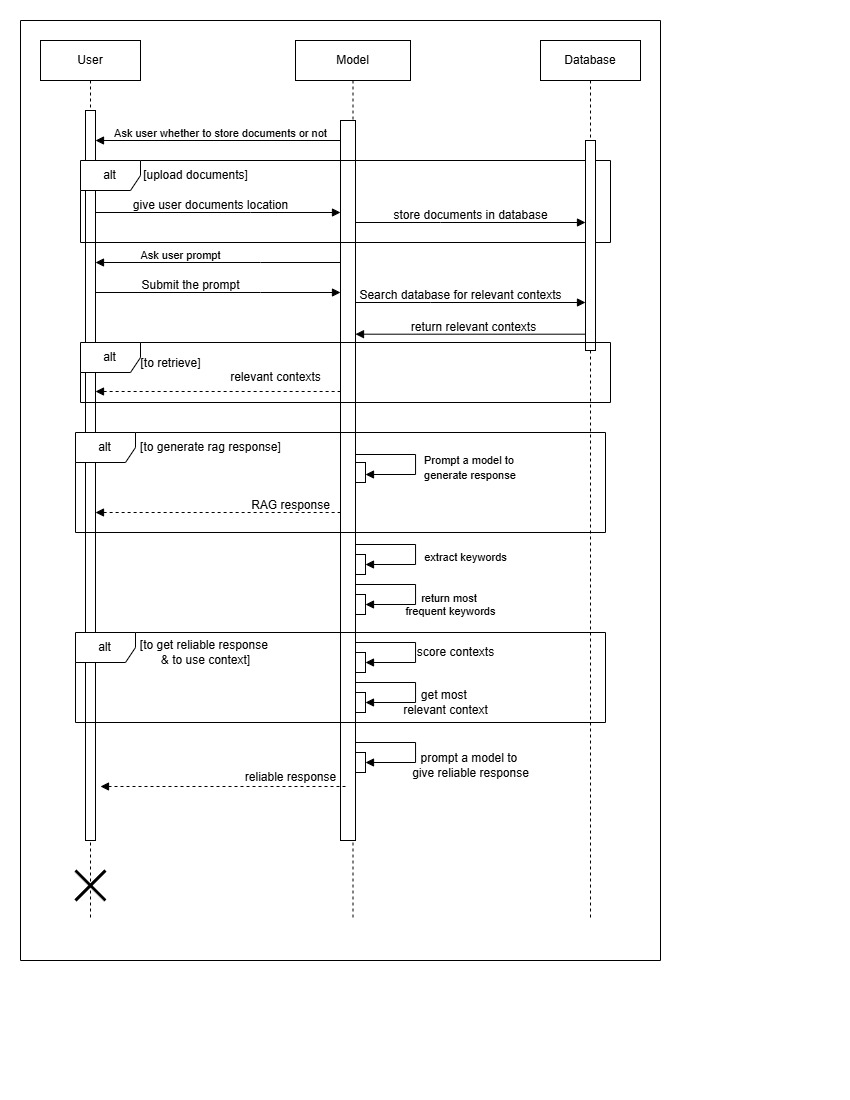 User
Model
Database
Ask user whether to store documents or not
alt
[upload documents]
give user documents location
store documents in database
Ask user prompt
Submit the prompt
Search database for relevant contexts
return relevant contexts
alt
[to retrieve]
relevant contexts
alt
[to generate rag response]
Prompt a model to
generate response
RAG response
extract keywords
return most
frequent keywords
alt
[to get reliable response
& to use context]
score contexts
get most
relevant context
prompt a model to
give reliable response
reliable response